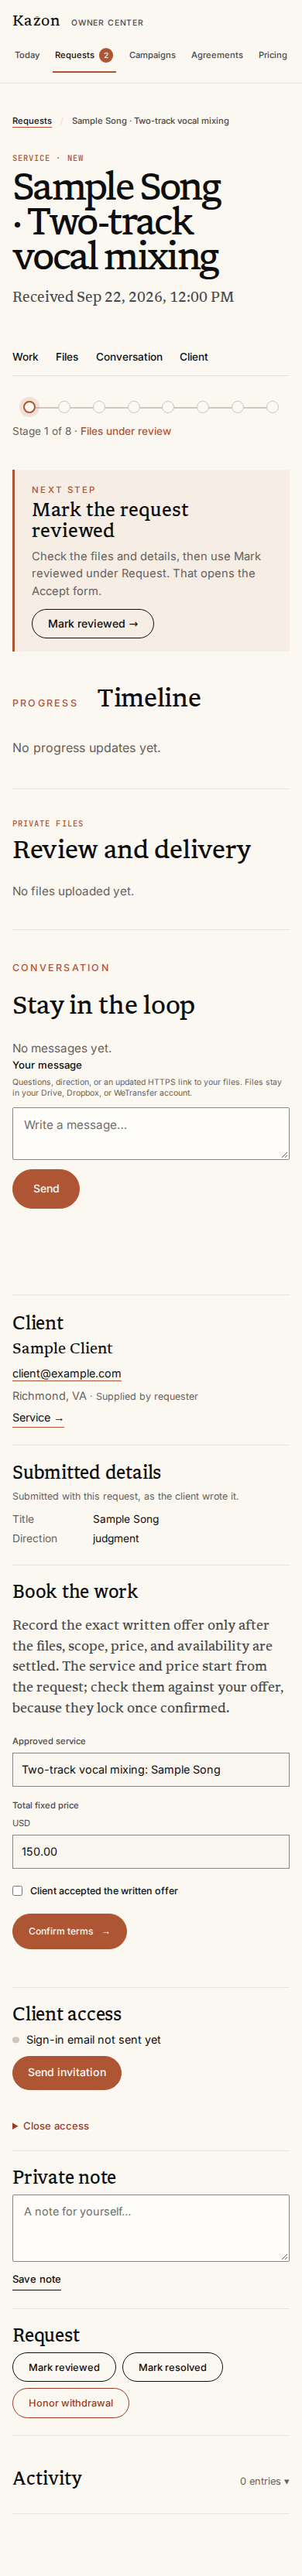 Każon OWNER CENTER
Today Requests 2 Campaigns Agreements Pricing
Requests / Sample Song · Two-track vocal mixing
SERVICE · NEW
Sample Song
· Two-track
vocal mixing
Received Sep 22, 2026, 12:00 PM
Work Files Conversation Client
Stage 1 of 8 · Files under review
NEXT STEP
Mark the request
reviewed
Check the files and details, then use Mark
reviewed under Request. That opens the
Accept form.
Mark reviewed →
PROGRESS Timeline
No progress updates yet.
PRIVATE FILES
Review and delivery
No files uploaded yet.
CONVERSATION
Stay in the loop
No messages yet.
Your message
Questions, direction, or an updated HTTPS link to your files. Files stay
in your Drive, Dropbox, or WeTransfer account.
Write a message...
Send
Client
Sample Client
client@example.com
Richmond, VA · Supplied by requester
Service →
Submitted details
Submitted with this request, as the client wrote it.
Title Sample Song
Direction judgment
Book the work
Record the exact written offer only after
the files, scope, price, and availability are
settled. The service and price start from
the request; check them against your offer,
because they lock once confirmed.
Approved service
Two-track vocal mixing: Sample Song
Total fixed price
USD
150.00
Client accepted the written offer
Confirm terms →
Client access
Sign-in email not sent yet
Send invitation
▶ Close access
Private note
A note for yourself...
Save note
Request
Mark reviewed Mark resolved
Honor withdrawal
Activity 0 entries ▾